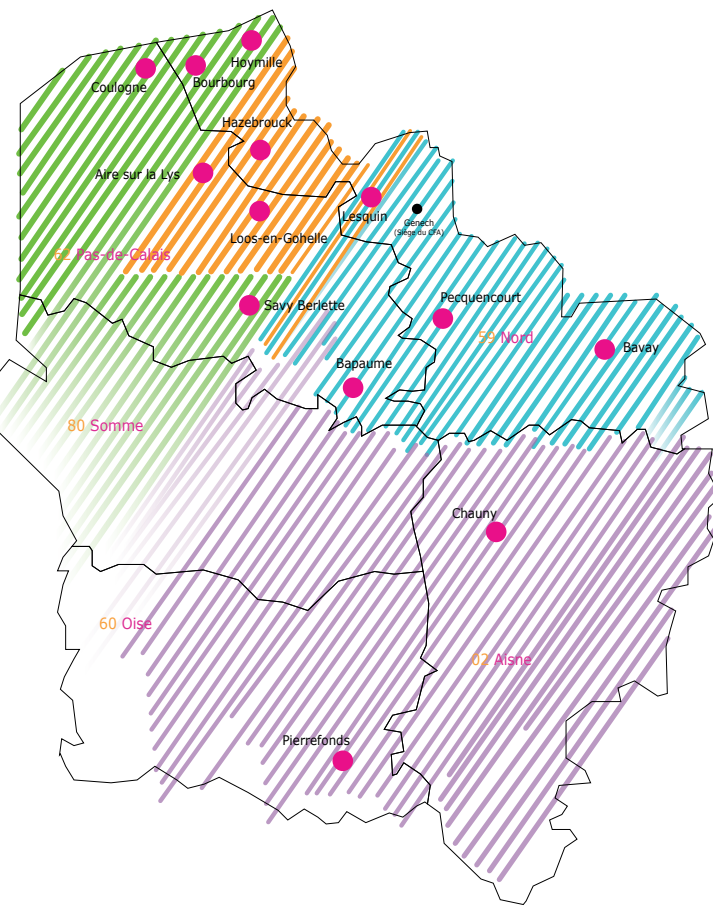 Hoymille
Coulogne
Bourbourg
Hazebrouck
Aire sur la Lys
Lesquin
Genech
(Siège du CFA)
Loos-en-Gohelle
62 Pas-de-Calais
Savy Berlette
Pecquencourt
59 Nord
Bavay
Bapaume
80 Somme
Chauny
60 Oise
02 Aisne
Pierrefonds